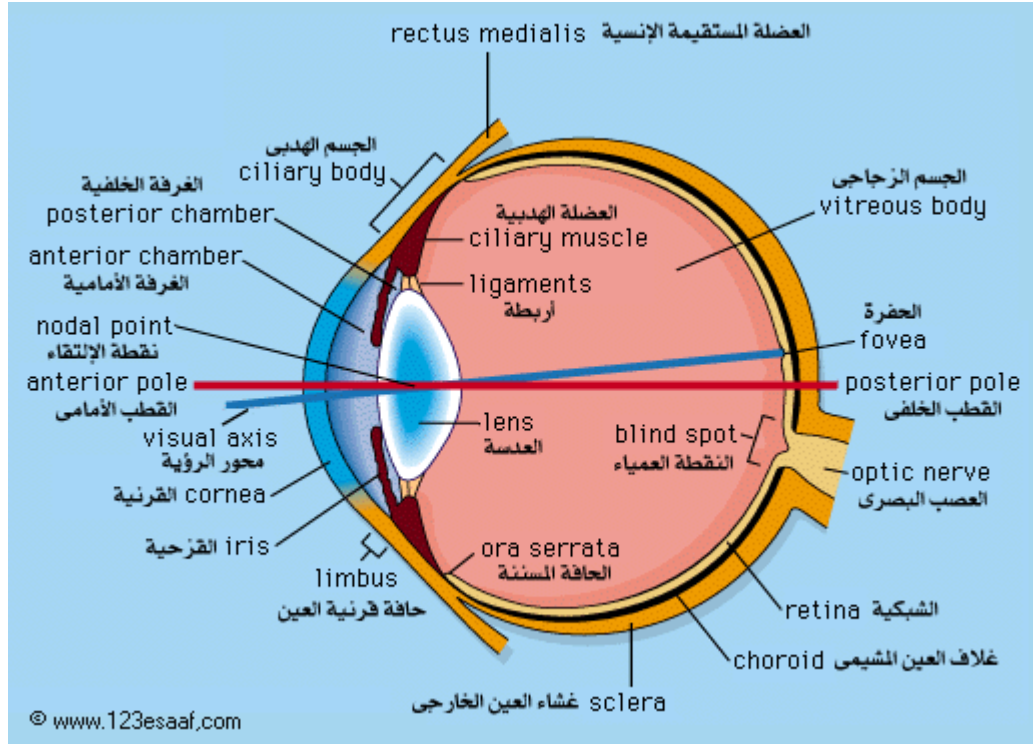 rectus medialis العضلة المستقيمة الإنسية
الجسم الهدبى
ciliary body
الغرفة الخلفية
posterior chamber
anterior chamber
الغرفة الأمامية
nodal point
نقطة الإلتقاء
anterior pole
القطب الأمامى
visual axis
محور الرؤية
القرنية cornea
القزحية iris
limbus
حافة قرنية العين
العضلة الهدبية
ciliary muscle
ligaments
أربطة
lens
العدسة
ora serrata
الحافة المسننة
الجسم الزجاجى
vitreous body
الحفرة
fovea
posterior pole
القطب الخلفى
blind spot
النقطة العمياء
optic nerve
العصب البصرى
retina الشبكية
choroid غلاف العين المشيمى
غشاء العين الخارجى sclera
© www.123esaaf.com